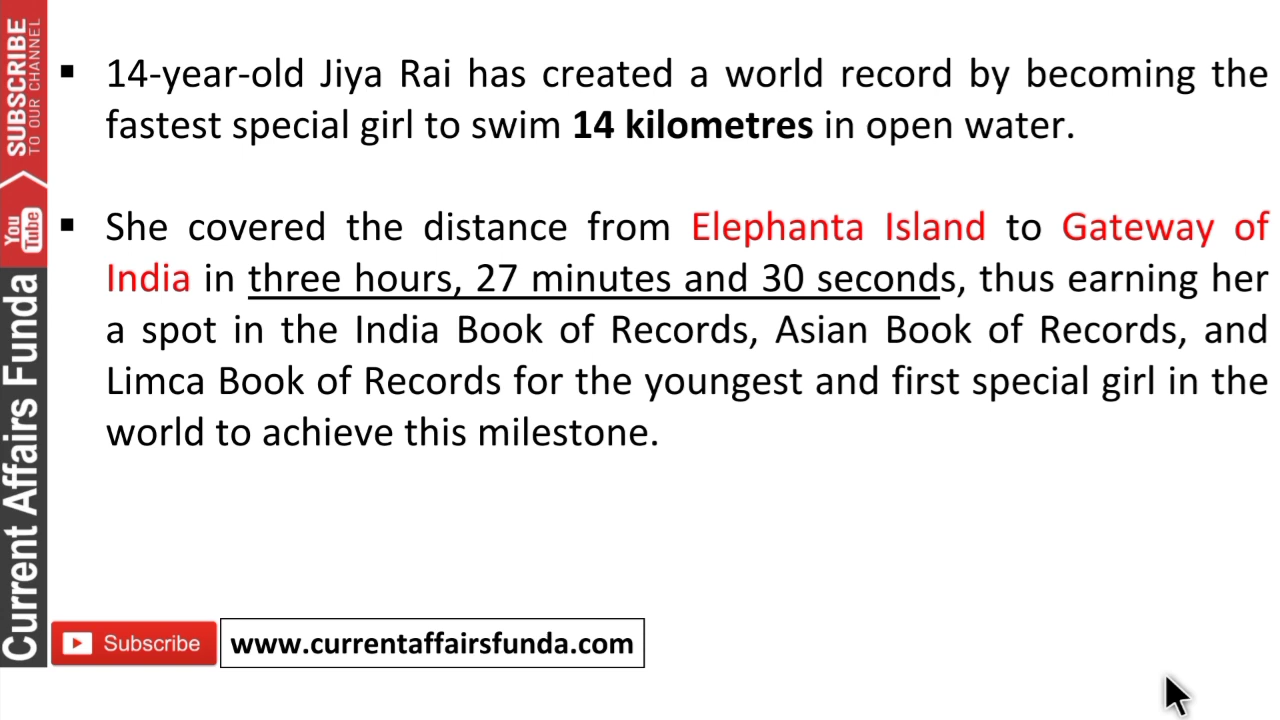 SUBSCRIBE
TO OUR CHANNEL
You
Tube
Current Affairs Funda
▪ 14-year-old Jiya Rai has created a world record by becoming the
fastest special girl to swim 14 kilometres in open water.
▪ She covered the distance from Elephanta Island to Gateway of
India in three hours, 27 minutes and 30 seconds, thus earning her
a spot in the India Book of Records, Asian Book of Records, and
Limca Book of Records for the youngest and first special girl in the
world to achieve this milestone.
Subscribe
www.currentaffairsfunda.com